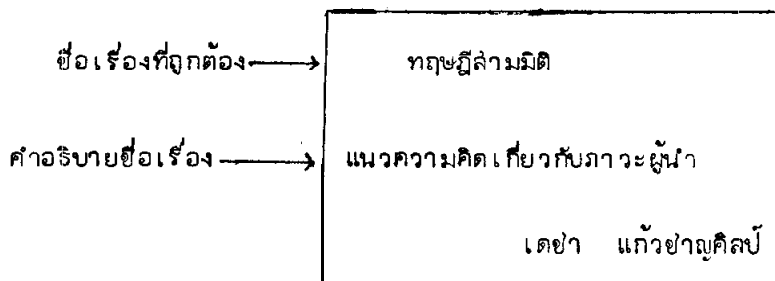 ชื่อเรื่องที่ถูกต้อง → ทฤษฎีสามมิติ
คำอธิบายชื่อเรื่อง → แนวความคิดเกี่ยวกับภาวะผู้นำ
เดชา แก้วชาญศิลป์